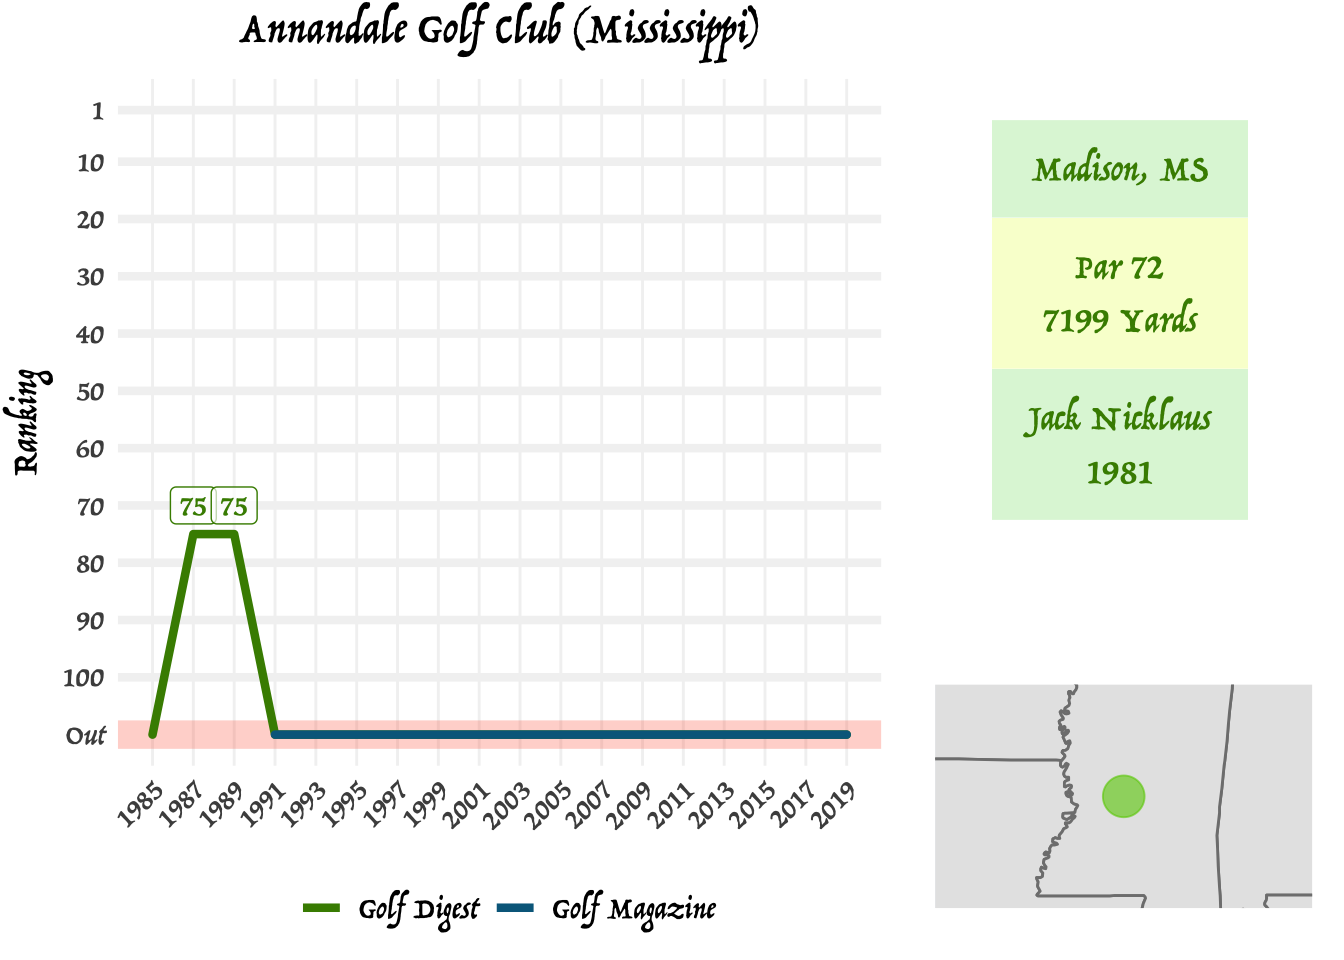 Annandale Golf Club (Mississippi)
Ranking
1
10
20
30
40
50
60
70
80
90
100
Out
75 75
1985 1987 1989 1991 1993 1995 1997 1999 2001 2003 2005 2007 2009 2011 2013 2015 2017 2019
Golf Digest Golf Magazine
Madison, MS
Par 72
7199 Yards
Jack Nicklaus
1981